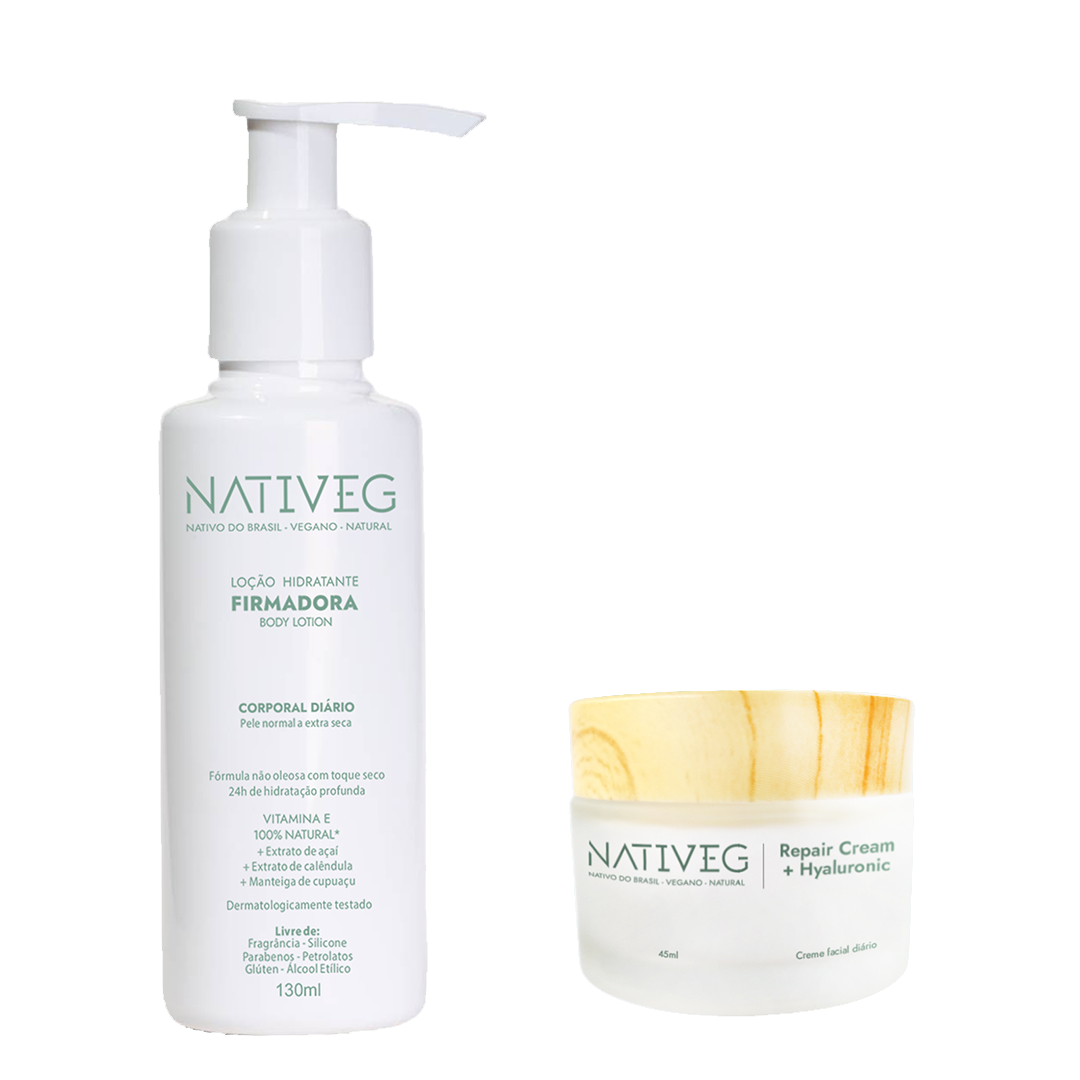 NATIVEG
NATIVO DO BRASIL - VEGANO - NATURAL
LOÇÃO HIDRATANTE
FIRMADORA
BODY LOTION
CORPORAL DIÁRIO
Pele normal a extra seca
Fórmula não oleosa com toque seco
24h de hidratação profunda
VITAMINA E
100% NATURAL*
+ Extrato de açaí
+ Extrato de calêndula
+ Manteiga de cupuaçu
Dermatologicamente testado
Livre de:
Fragrância - Silicone
Parabenos - Petrolatos
Glúten - Álcool Etílico
130ml
NATIVEG
NATIVO DO BRASIL - VEGANO - NATURAL
Repair Cream
+ Hyaluronic
45ml
Creme facial diário